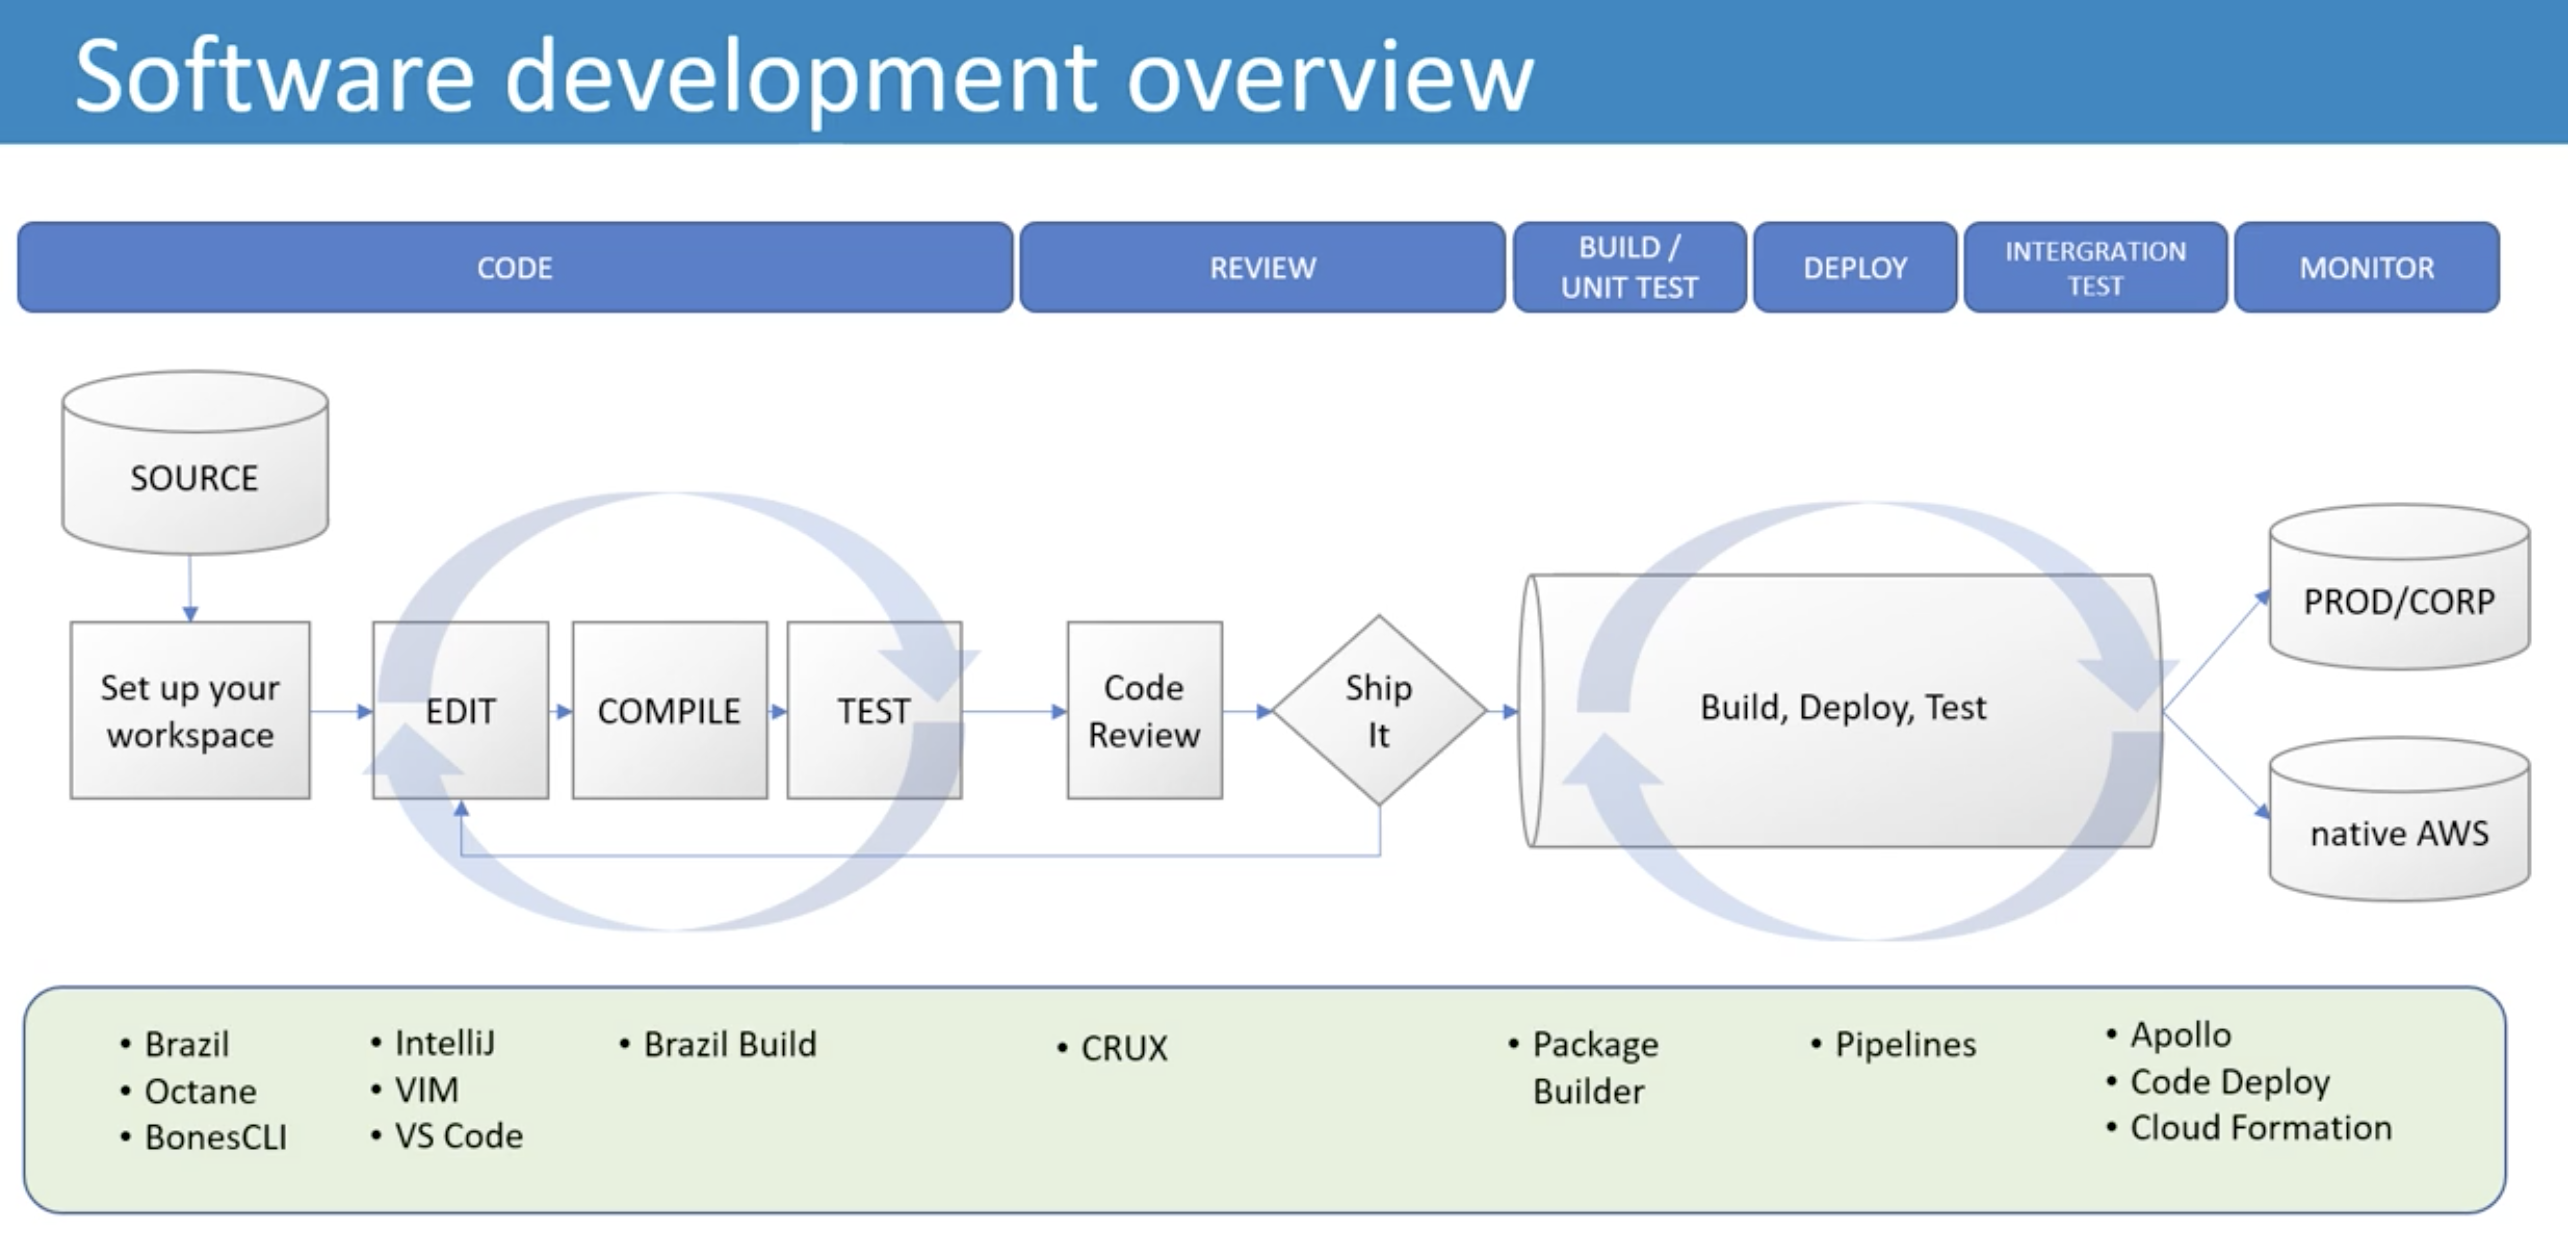 Software development overview
CODE
REVIEW
BUILD /
UNIT TEST
DEPLOY
INTERGRATION
TEST
MONITOR
SOURCE
Set up your
workspace
EDIT
COMPILE
TEST
Code
Review
Ship
It
Build, Deploy, Test
PROD/CORP
native AWS
• Brazil
• Octane
• BonesCLI
• IntelliJ
• VIM
• VS Code
• Brazil Build
• CRUX
• Package
Builder
• Pipelines
• Apollo
• Code Deploy
• Cloud Formation